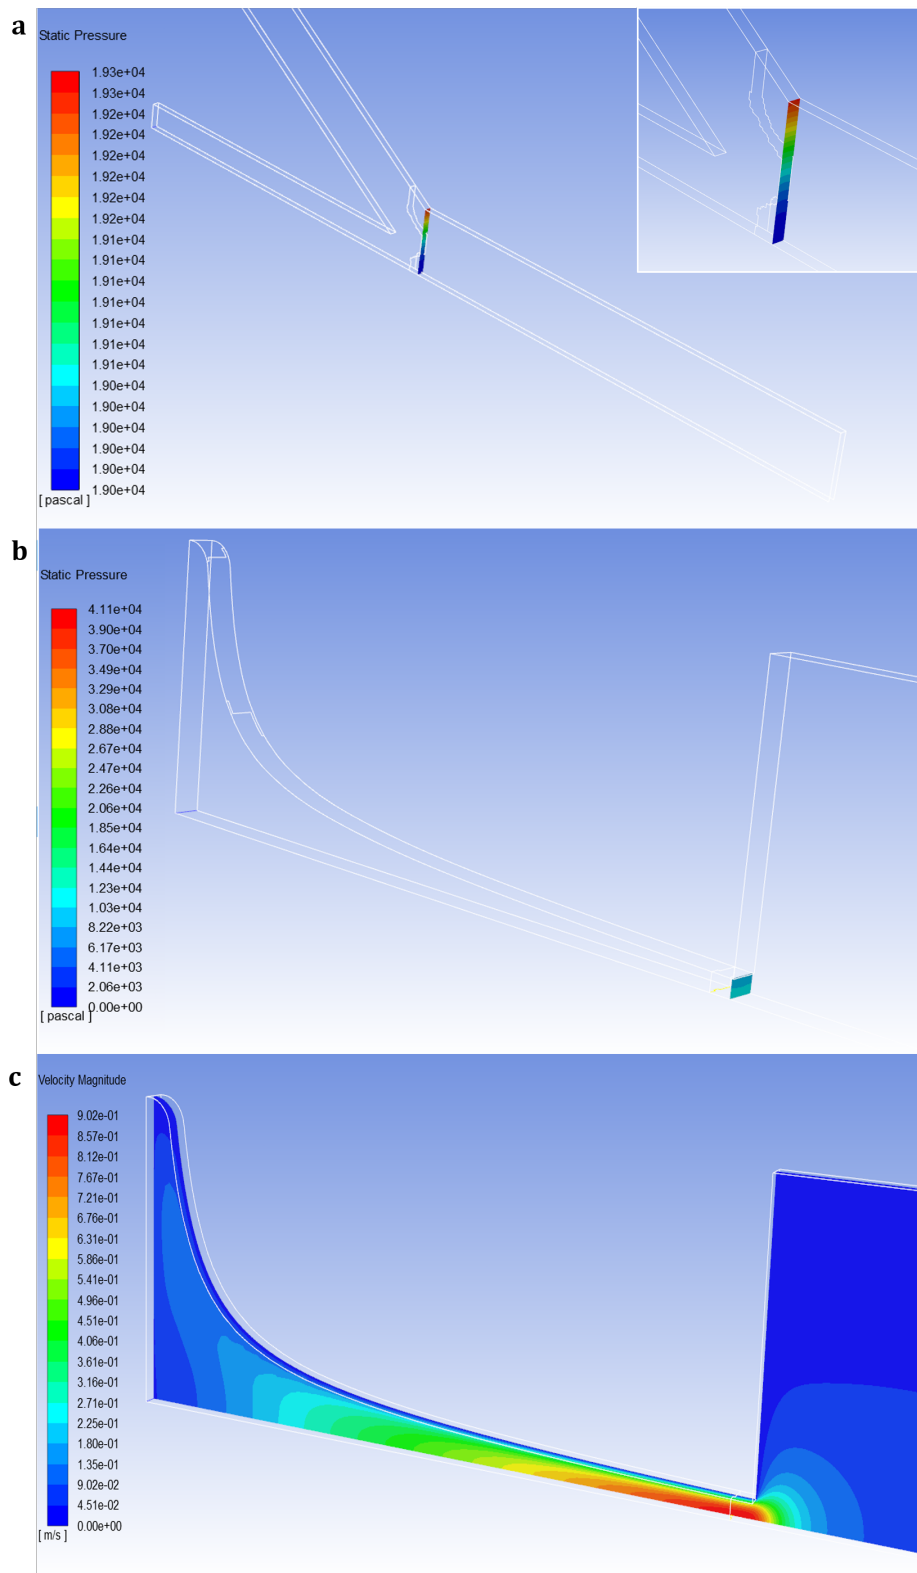 a
Static Pressure
1.93e+04
1.93e+04
1.92e+04
1.92e+04
1.92e+04
1.92e+04
1.92e+04
1.92e+04
1.91e+04
1.91e+04
1.91e+04
1.91e+04
1.91e+04
1.91e+04
1.91e+04
1.90e+04
1.90e+04
1.90e+04
1.90e+04
1.90e+04
1.90e+04
[ pascal ]
b
Static Pressure
4.11e+04
3.90e+04
3.70e+04
3.49e+04
3.29e+04
3.08e+04
2.88e+04
2.67e+04
2.47e+04
2.26e+04
2.06e+04
1.85e+04
1.64e+04
1.44e+04
1.23e+04
1.03e+04
8.22e+03
6.17e+03
4.11e+03
2.06e+03
0.00e+00
[ pascal ]
c
Velocity Magnitude
9.02e-01
8.57e-01
8.12e-01
7.67e-01
7.21e-01
6.76e-01
6.31e-01
5.86e-01
5.41e-01
4.96e-01
4.51e-01
4.06e-01
3.61e-01
3.16e-01
2.71e-01
2.25e-01
1.80e-01
1.35e-01
9.02e-02
4.51e-02
0.00e+00
[ m/s ]